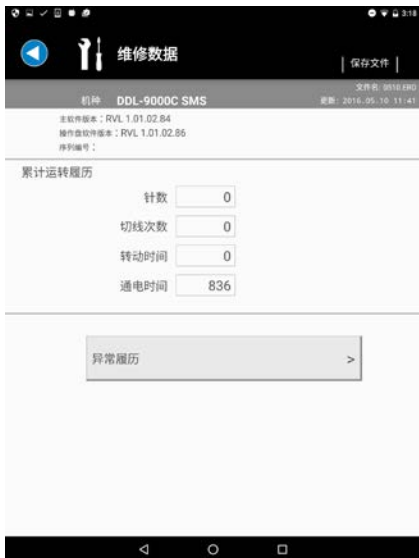 3:18
维修数据
| 保存文件 |
文件名: 0510.ERO
机种 DDL-9000C SMS
更新: 2016.05.10 11:41
主软件版本：RVL 1.01.02.84
操作盘软件版本：RVL 1.01.02.86
序列编号：
累计运转履历
针数 0
切线次数 0
转动时间 0
通电时间 836
异常履历 >